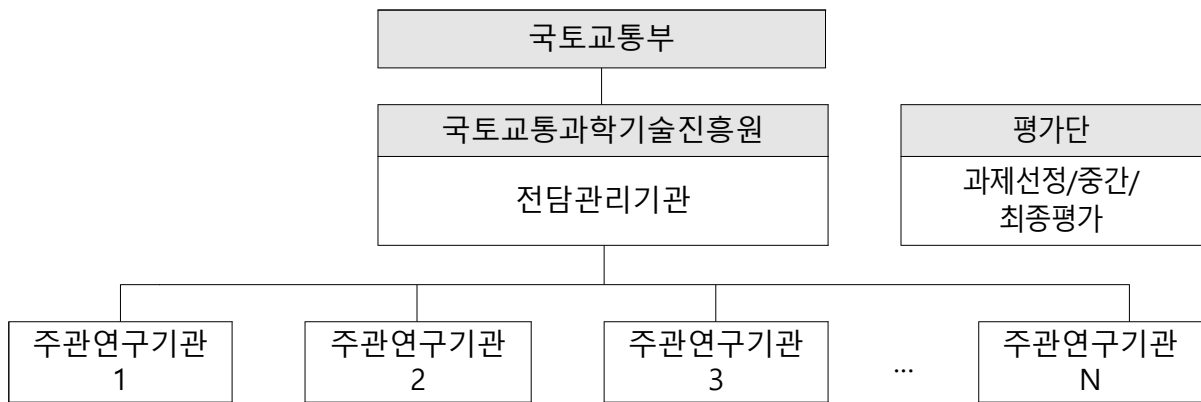 국토교통부
국토교통과학기술진흥원
평가단
전담관리기관
과제선정/중간/
최종평가
주관연구기관
1
주관연구기관
2
주관연구기관
3
...
주관연구기관
N